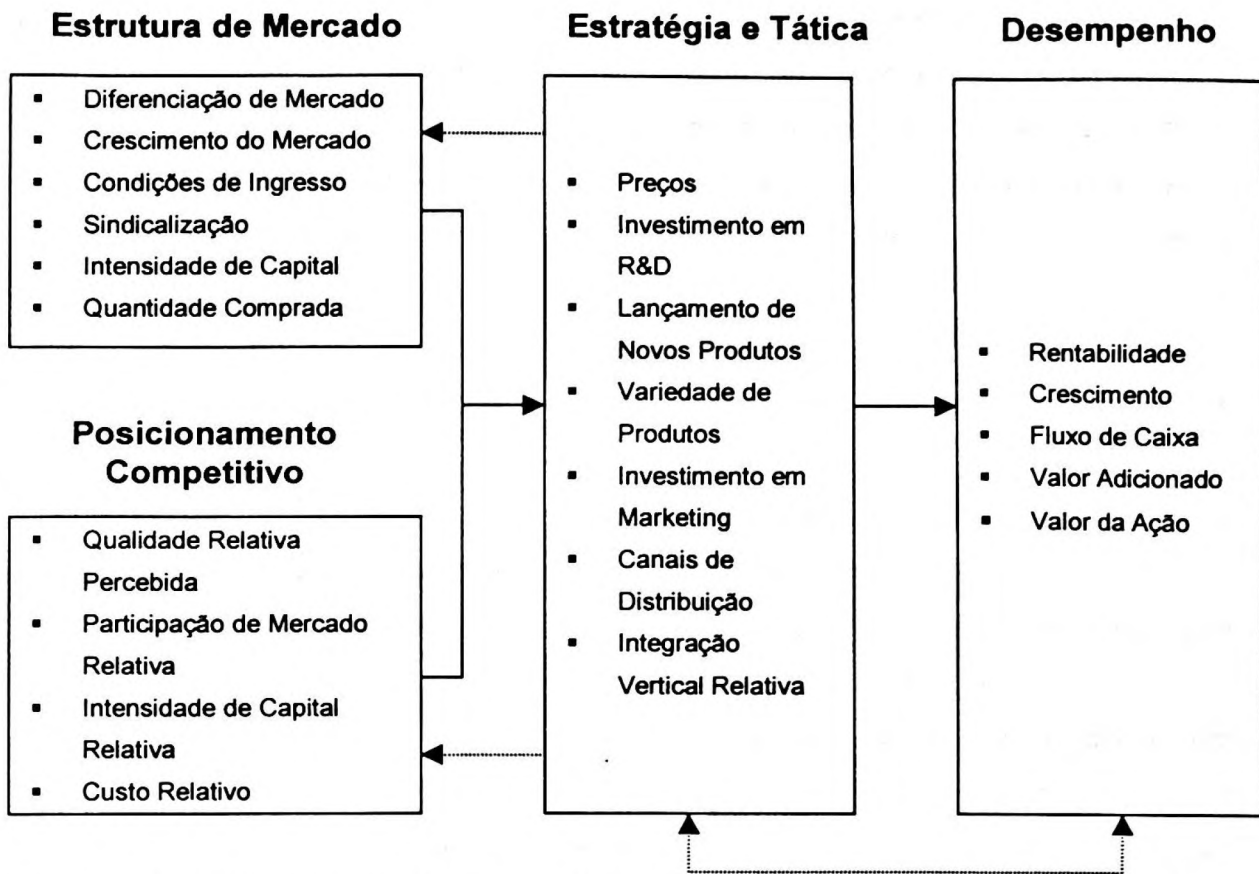 Estrutura de Mercado
▪ Diferenciação de Mercado
▪ Crescimento do Mercado
▪ Condições de Ingresso
▪ Sindicalização
▪ Intensidade de Capital
▪ Quantidade Comprada
Posicionamento
Competitivo
▪ Qualidade Relativa
Percebida
▪ Participação de Mercado
Relativa
▪ Intensidade de Capital
Relativa
▪ Custo Relativo
Estratégia e Tática
▪ Preços
▪ Investimento em
R&D
▪ Lançamento de
Novos Produtos
▪ Variedade de
Produtos
▪ Investimento em
Marketing
▪ Canais de
Distribuição
▪ Integração
Vertical Relativa
Desempenho
▪ Rentabilidade
▪ Crescimento
▪ Fluxo de Caixa
▪ Valor Adicionado
▪ Valor da Ação